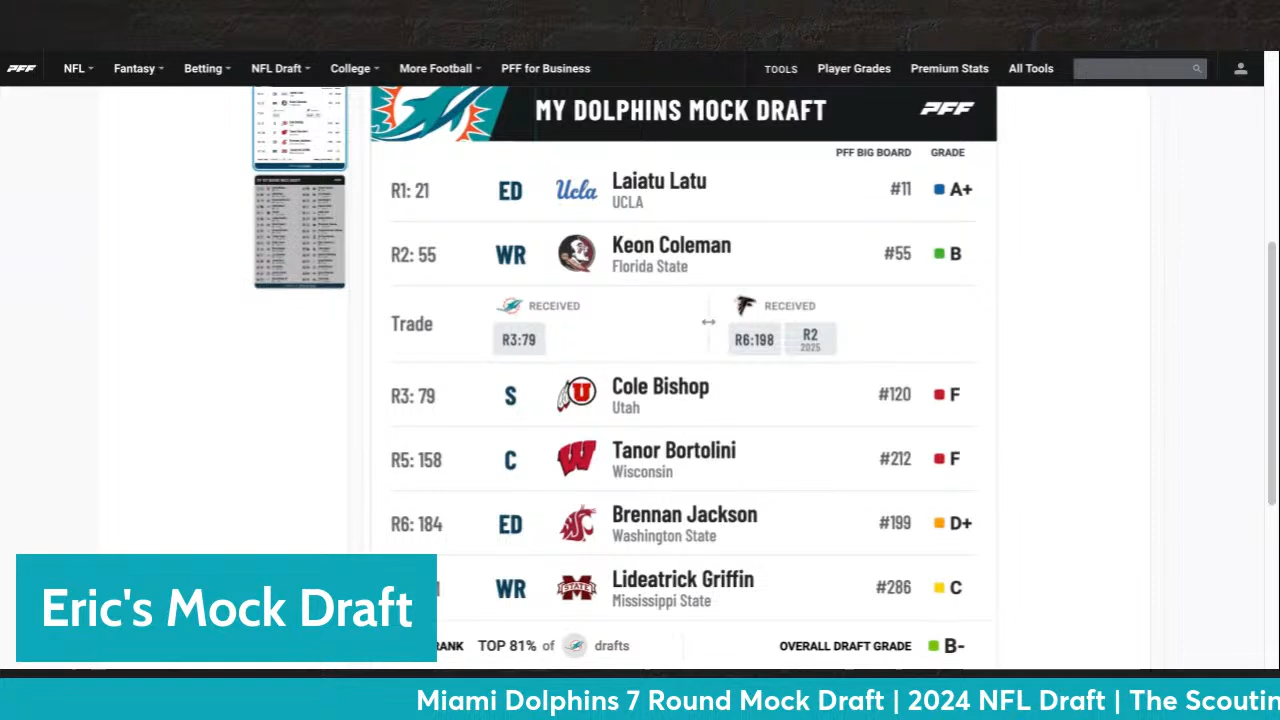 PFF NFL Fantasy Betting NFL Draft College More Football PFF for Business TOOLS Player Grades Premium Stats All Tools
MY DOLPHINS MOCK DRAFT PFF
PFF BIG BOARD GRADE
R1: 21 ED Ucla Laiatu Latu #11 A+
UCLA
R2: 55 WR Keon Coleman #55 B
Florida State
RECEIVED RECEIVED
Trade
R3:79 R6:198 R2
2025
R3: 79 S U Cole Bishop #120 F
Utah
R5: 158 C W Tanor Bortolini #212 F
Wisconsin
R6: 184 ED Brennan Jackson #199 D+
Washington State
WR STATE Lideatrick Griffin #286 C
Mississippi State
Eric's Mock Draft
RANK TOP 81% of drafts OVERALL DRAFT GRADE B-
Miami Dolphins 7 Round Mock Draft | 2024 NFL Draft | The Scoutin